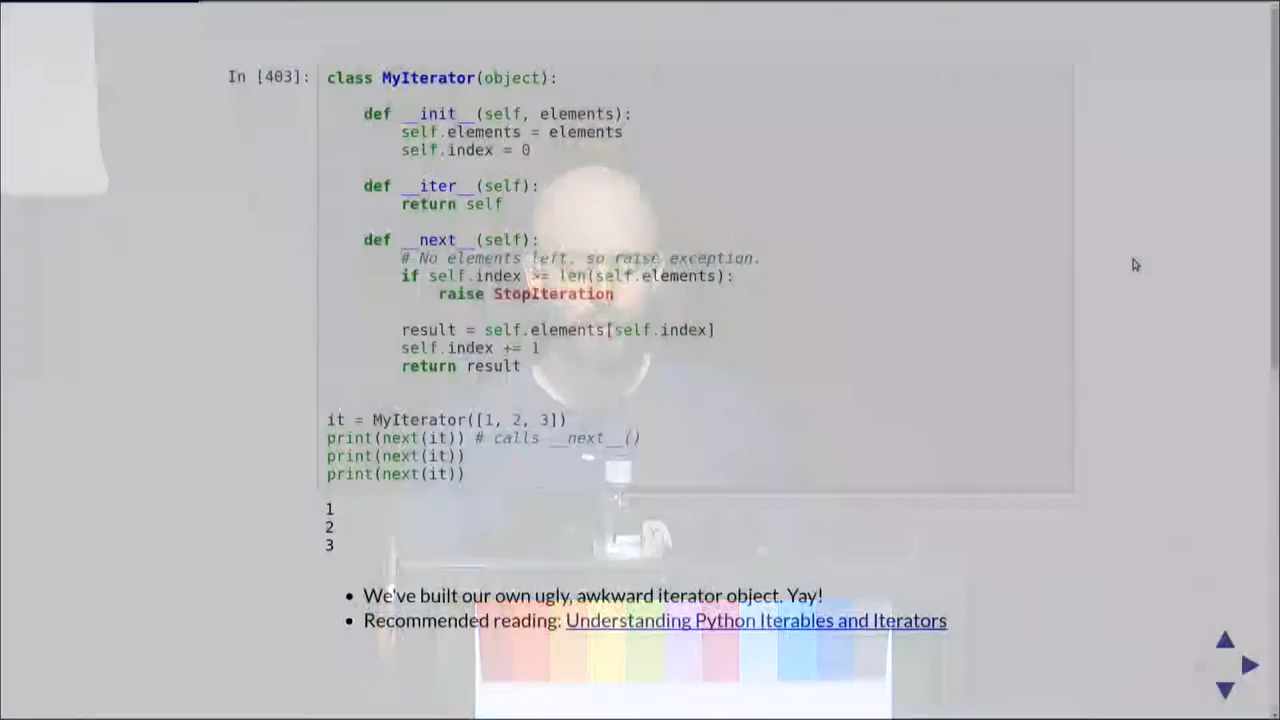 In [403]: class MyIterator(object):
def __init__(self, elements):
self.elements = elements
self.index = 0
def __iter__(self):
return self
def __next__(self):
# No elements left, so raise exception.
if self.index >= len(self.elements):
raise StopIteration
result = self.elements[self.index]
self.index += 1
return result
it = MyIterator([1, 2, 3])
print(next(it)) # calls __next__()
print(next(it))
print(next(it))
1
2
3
• We've built our own ugly, awkward iterator object. Yay!
• Recommended reading: Understanding Python Iterables and Iterators